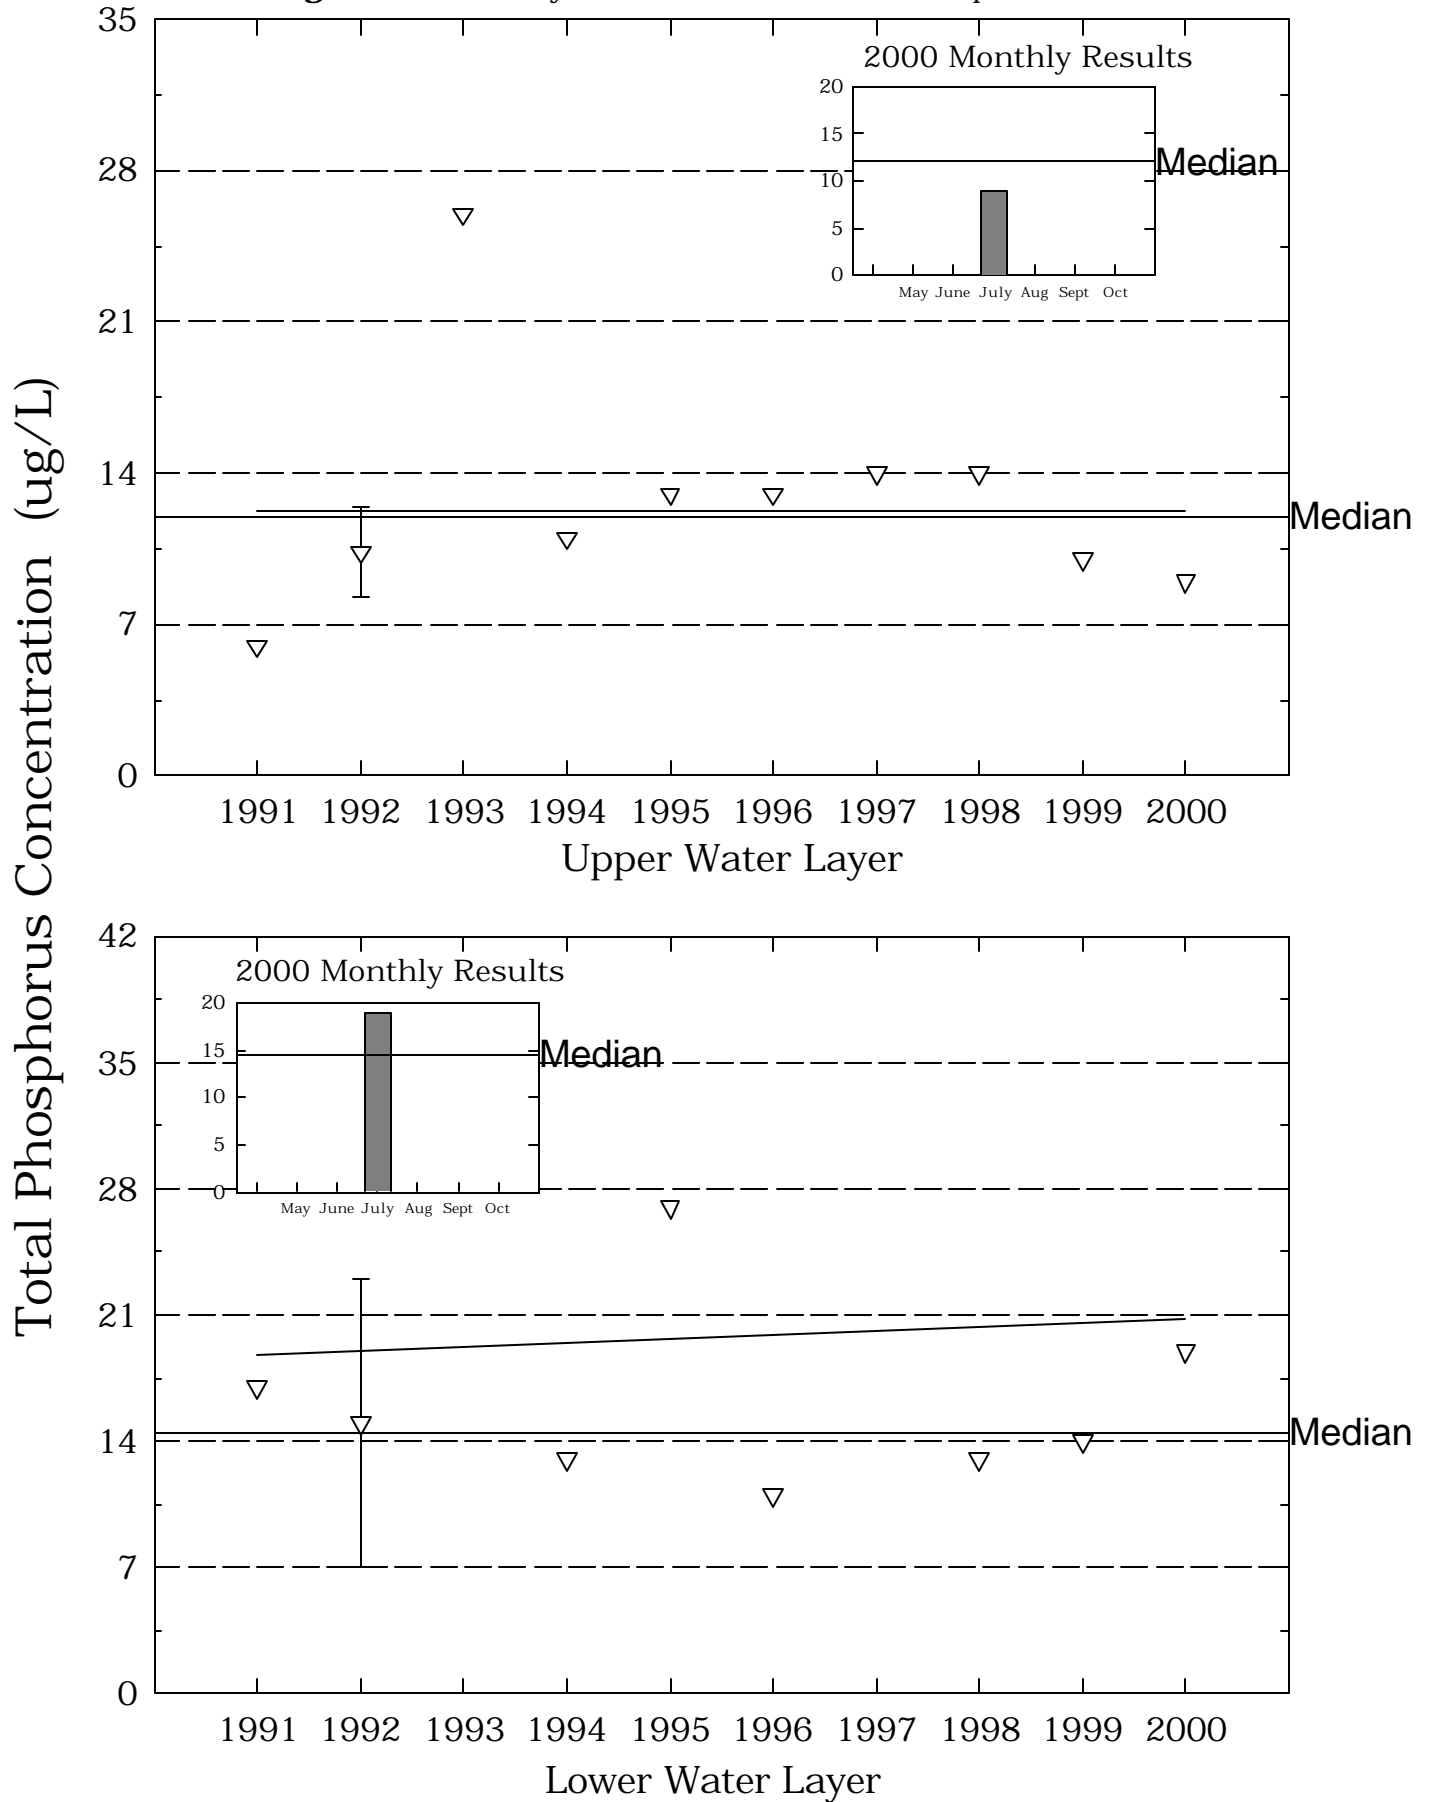 Total Phosphorus Concentration (ug/L)
2000 Monthly Results
20
15
10
5
0
Median
May June July Aug Sept Oct
35
28
21
14
7
0
Median
1991 1992 1993 1994 1995 1996 1997 1998 1999 2000
Upper Water Layer
2000 Monthly Results
20
15
10
5
0
Median
May June July Aug Sept Oct
42
35
28
21
14
7
0
Median
1991 1992 1993 1994 1995 1996 1997 1998 1999 2000
Lower Water Layer